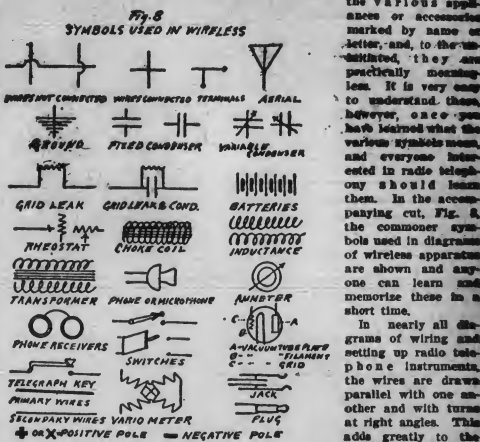 Fig. 8
SYMBOLS USED IN WIRELESS
WIRES NOT CONNECTED WIRES CONNECTED TERMINALS AERIAL
GROUND FIXED CONDENSER VARIABLE CONDENSER
GRID LEAK GRID LEAK & COND. BATTERIES
RHEOSTAT CHOKE COIL INDUCTANCE
TRANSFORMER PHONE OR MICROPHONE AMMETER
C- -A
B-
PHONE RECEIVERS SWITCHES A-VACUUM TUBE PLATE
B- " " -FILAMENT
C- " " GRID
TELEGRAPH KEY JACK
PRIMARY WIRES
SECONDARY WIRES VARIO METER PLUG
+ OR X-POSITIVE POLE - NEGATIVE POLE
the various appli-
ances or accessories
marked by name or
letter, and, to the un-
initiated, they are
practically meaning-
less. It is very easy
to understand them,
however, once you
have learned what the
various symbols mean,
and everyone inter-
ested in radio teleph-
ony should learn
them. In the accom-
panying cut, Fig. 8,
the commoner sym-
bols used in diagrams
of wireless apparatus
are shown and any-
one can learn and
memorize these in a
short time.
In nearly all dia-
grams of wiring and
setting up radio tele-
phone instruments,
the wires are drawn
parallel with one an-
other and with turns
at right angles. This
adds greatly to the